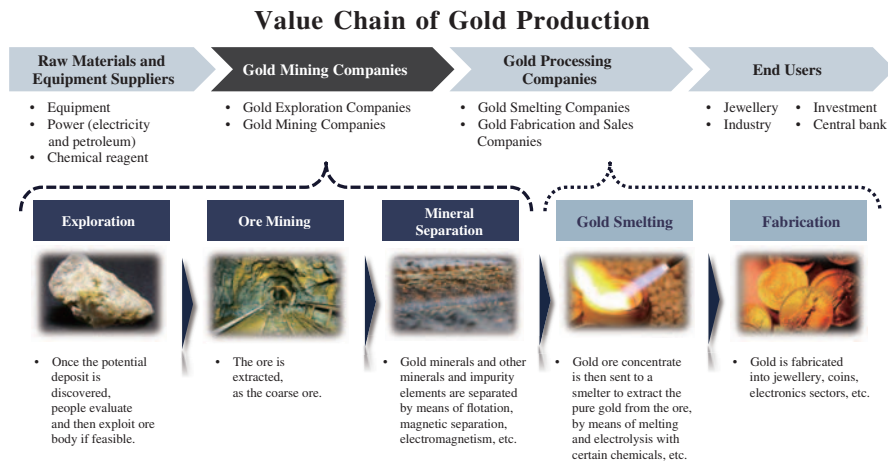 Value Chain of Gold Production
Raw Materials and
Equipment Suppliers
Gold Mining Companies
Gold Processing
Companies
End Users
• Equipment
• Power (electricity
and petroleum)
• Chemical reagent
• Gold Exploration Companies
• Gold Mining Companies
• Gold Smelting Companies
• Gold Fabrication and Sales
Companies
• Jewellery
• Industry
• Investment
• Central bank
Exploration
Ore Mining
Mineral
Separation
Gold Smelting
Fabrication
• Once the potential
deposit is
discovered,
people evaluate
and then exploit ore
body if feasible.
• The ore is
extracted,
as the coarse ore.
• Gold minerals and other
minerals and impurity
elements are separated
by means of flotation,
magnetic separation,
electromagnetism, etc.
• Gold ore concentrate
is then sent to a
smelter to extract the
pure gold from the ore,
by means of melting
and electrolysis with
certain chemicals, etc.
• Gold is fabricated
into jewellery, coins,
electronics sectors, etc.